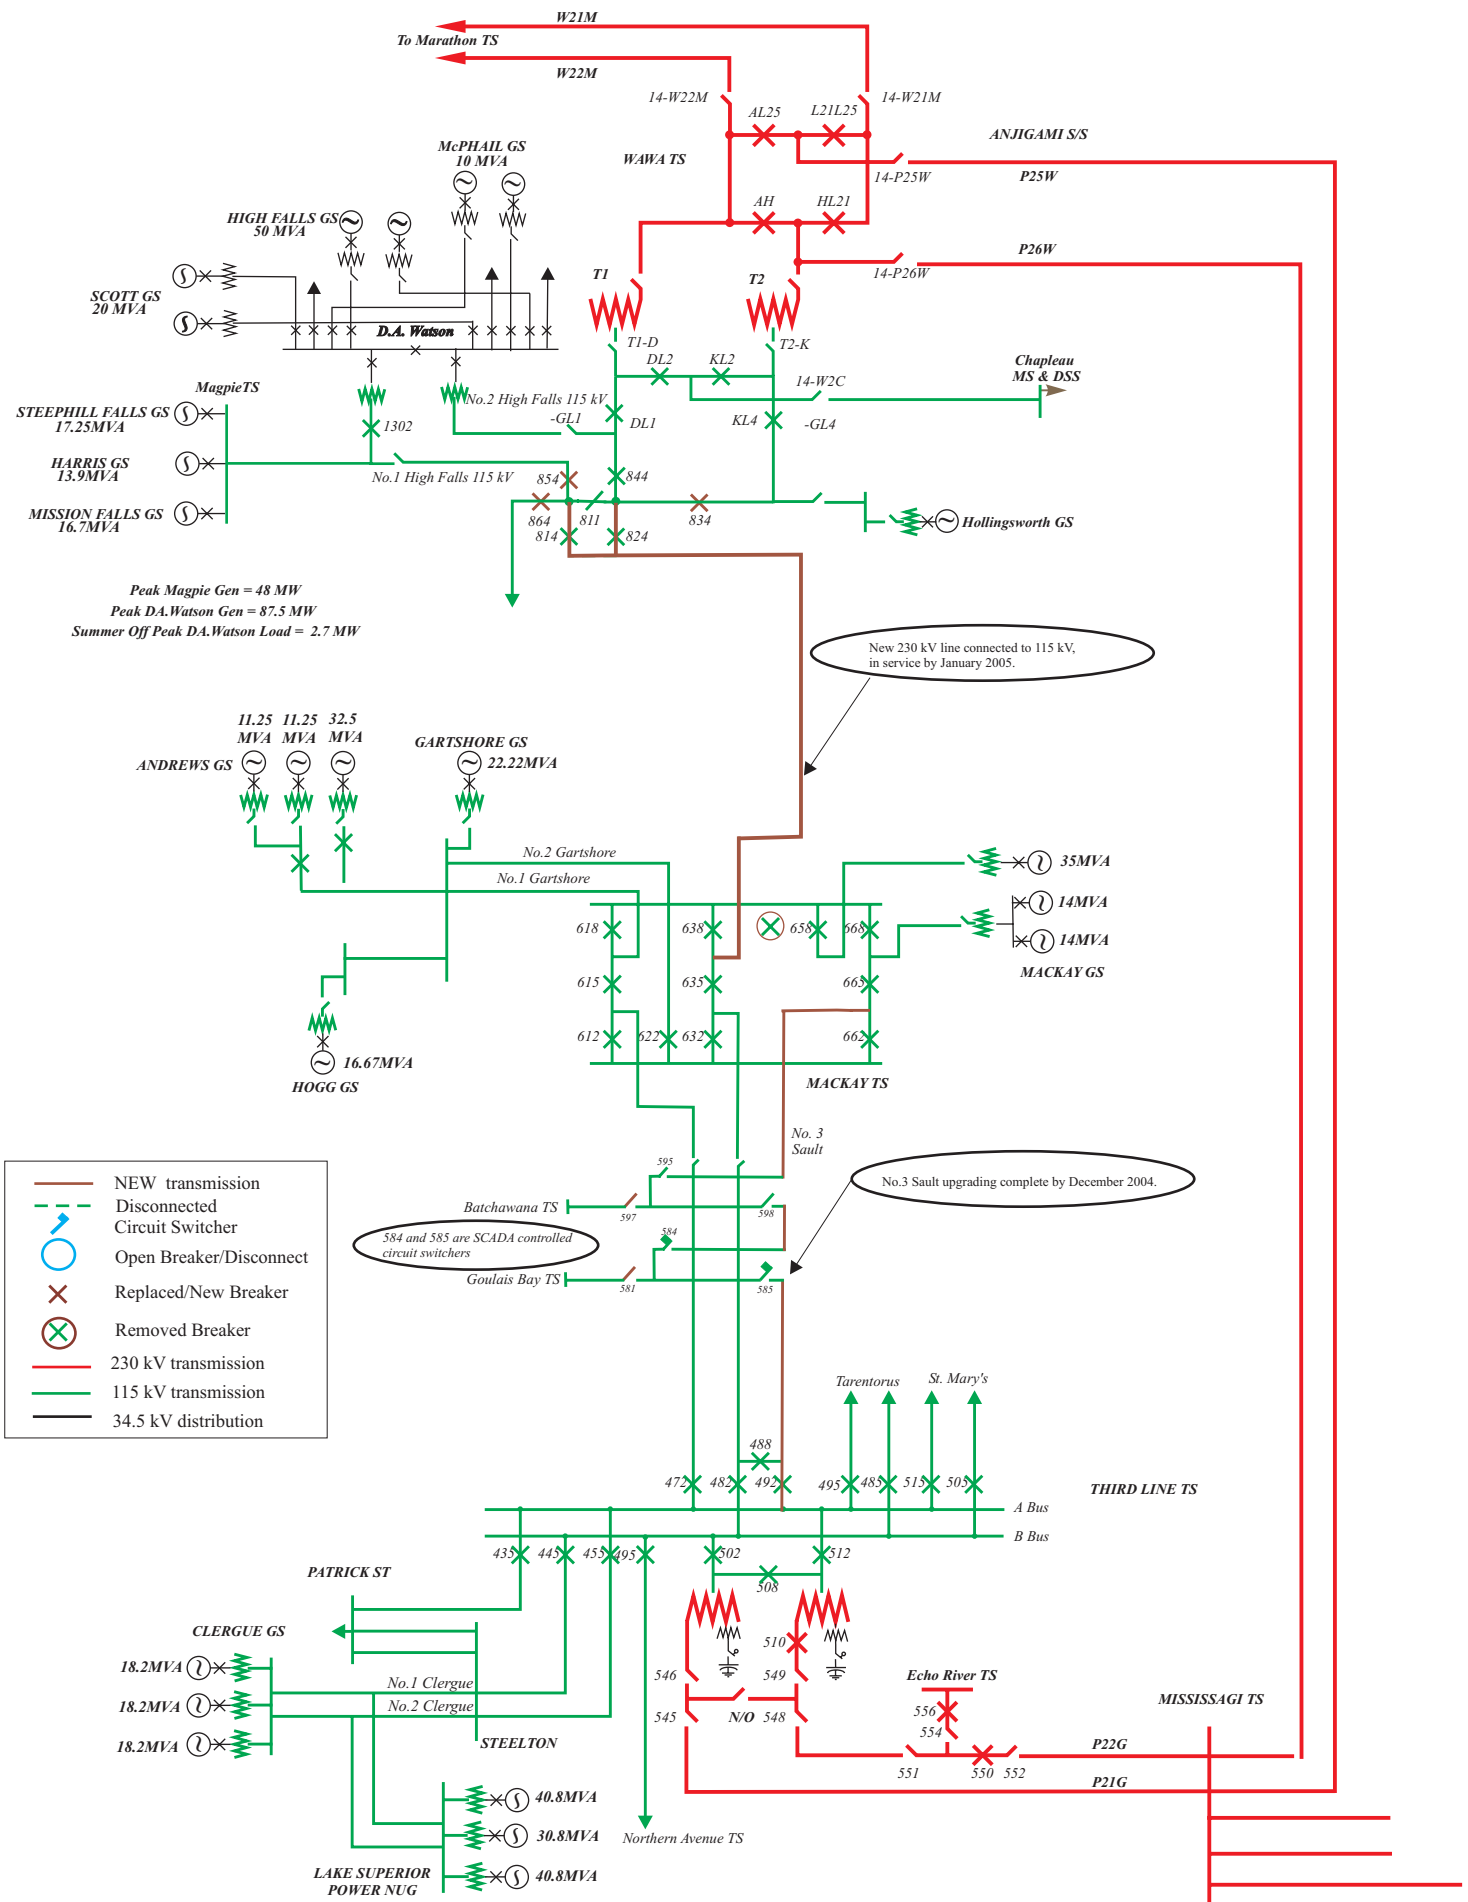 W21M
To Marathon TS
W22M
14-W22M
14-W21M
AL25
L21L25
ANJIGAMI S/S
WAWA TS
14-P25W
P25W
AH
HL21
P26W
14-P26W
McPHAIL GS
10 MVA
HIGH FALLS GS
50 MVA
SCOTT GS
20 MVA
D.A. Watson
T1
T2
T1-D
T2-K
DL2
KL2
Chapleau
MS & DSS
14-W2C
MagpieTS
No.2 High Falls 115 kV
-GL1
DL1
KL4
-GL4
STEEPHILL FALLS GS
17.25MVA
1302
HARRIS GS
13.9MVA
No.1 High Falls 115 kV
854
844
MISSION FALLS GS
16.7MVA
864
811
834
814
824
Hollingsworth GS
Peak Magpie Gen = 48 MW
Peak DA.Watson Gen = 87.5 MW
Summer Off Peak DA.Watson Load = 2.7 MW
New 230 kV line connected to 115 kV,
in service by January 2005.
11.25
MVA
11.25
MVA
32.5
MVA
ANDREWS GS
GARTSHORE GS
22.22MVA
No.2 Gartshore
No.1 Gartshore
35MVA
14MVA
14MVA
MACKAY GS
618
638
658
668
615
635
665
612
622
632
662
MACKAY TS
16.67MVA
HOGG GS
No. 3
Sault
595
Batchawana TS
597
598
584 and 585 are SCADA controlled
circuit switchers
584
Goulais Bay TS
581
585
No.3 Sault upgrading complete by December 2004.
NEW transmission
Disconnected
Circuit Switcher
Open Breaker/Disconnect
Replaced/New Breaker
Removed Breaker
230 kV transmission
115 kV transmission
34.5 kV distribution
Tarentorus
St. Mary's
488
472
482
492
495
485
515
505
THIRD LINE TS
A Bus
B Bus
435
445
455
495
502
512
508
PATRICK ST
CLERGUE GS
18.2MVA
18.2MVA
18.2MVA
No.1 Clergue
No.2 Clergue
STEELTON
510
546
549
545
N/O
548
Echo River TS
556
554
551
550
552
MISSISSAGI TS
P22G
P21G
40.8MVA
30.8MVA
40.8MVA
Northern Avenue TS
LAKE SUPERIOR
POWER NUG